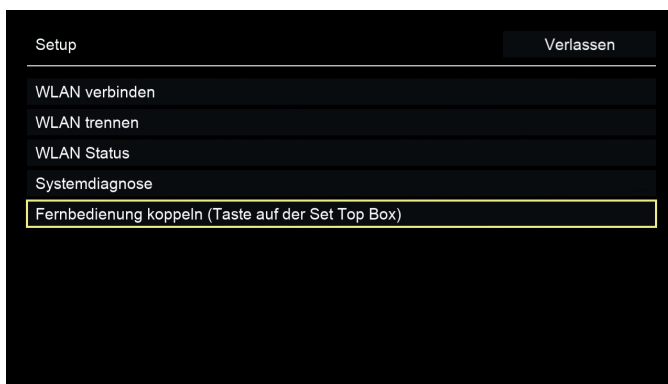 Setup
Verlassen
WLAN verbinden
WLAN trennen
WLAN Status
Systemdiagnose
Fernbedienung koppeln (Taste auf der Set Top Box)